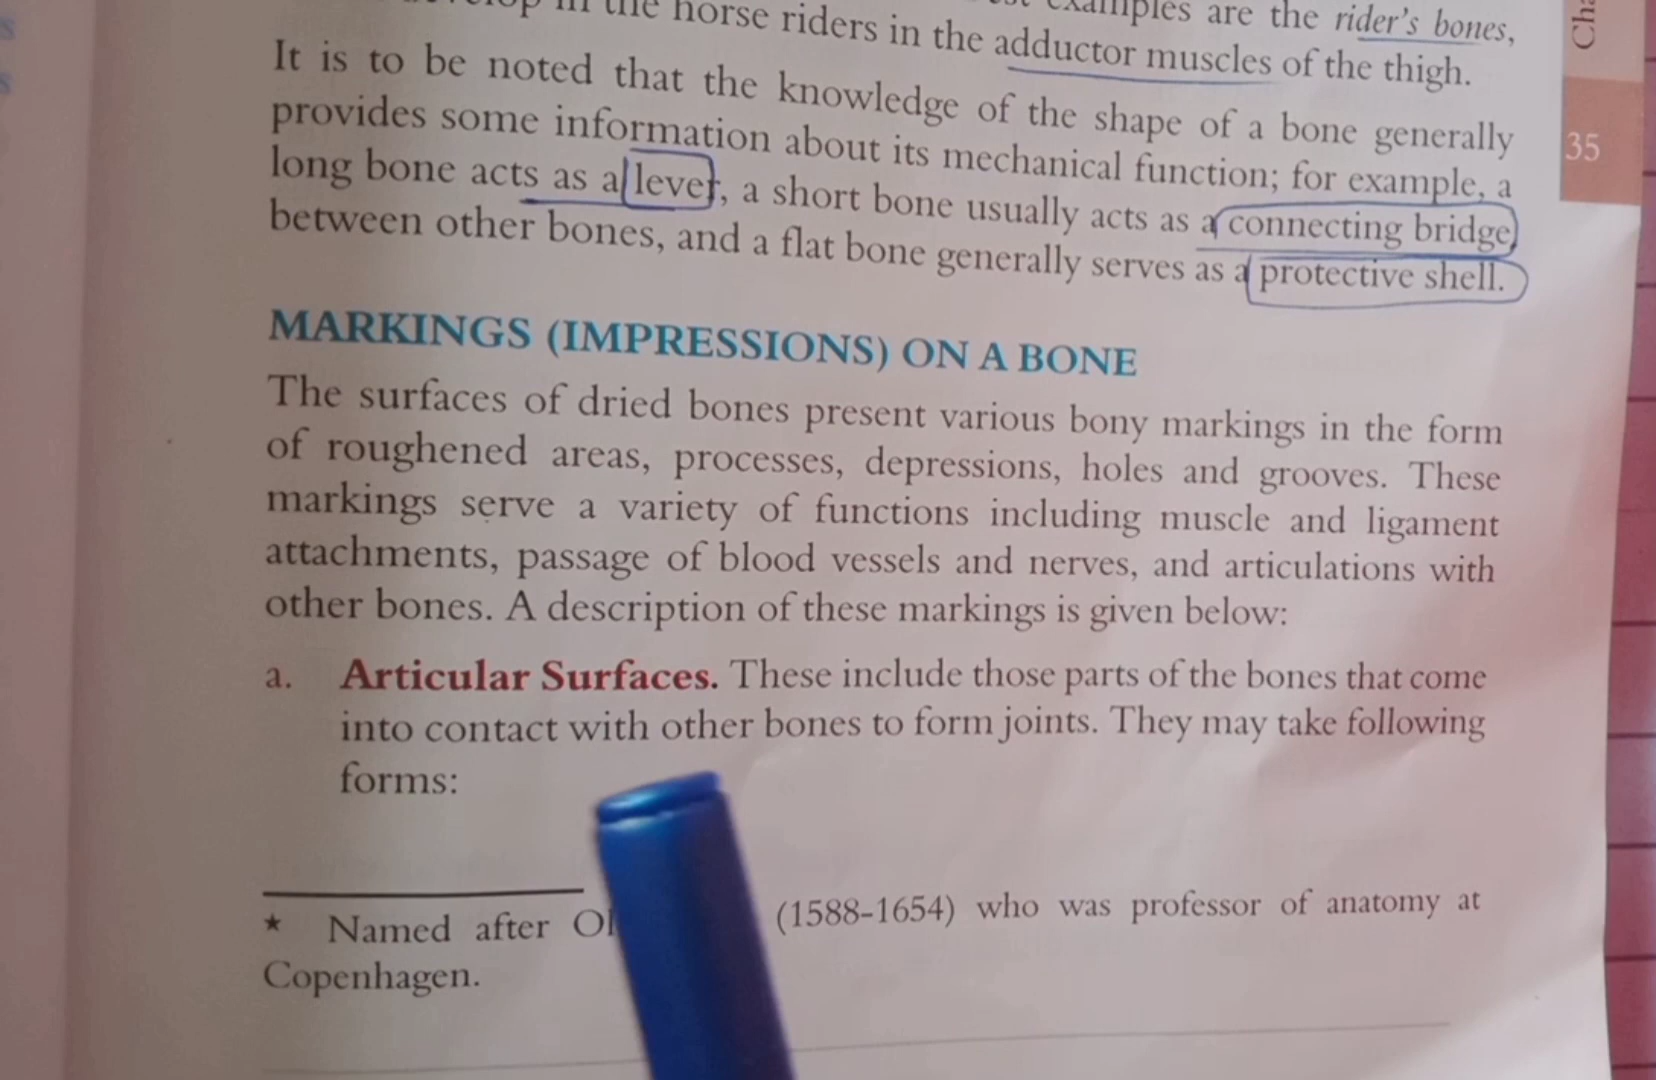 in the horse riders in the adductor muscles of the thigh.
examples are the rider's bones,
It is to be noted that the knowledge of the shape of a bone generally
provides some information about its mechanical function; for example, a
long bone acts as a lever, a short bone usually acts as a connecting bridge
between other bones, and a flat bone generally serves as a protective shell.
MARKINGS (IMPRESSIONS) ON A BONE
The surfaces of dried bones present various bony markings in the form
of roughened areas, processes, depressions, holes and grooves. These
markings serve a variety of functions including muscle and ligament
attachments, passage of blood vessels and nerves, and articulations with
other bones. A description of these markings is given below:
a. Articular Surfaces. These include those parts of the bones that come
into contact with other bones to form joints. They may take following
forms:
★ Named after (1588-1654) who was professor of anatomy at
Copenhagen.
35